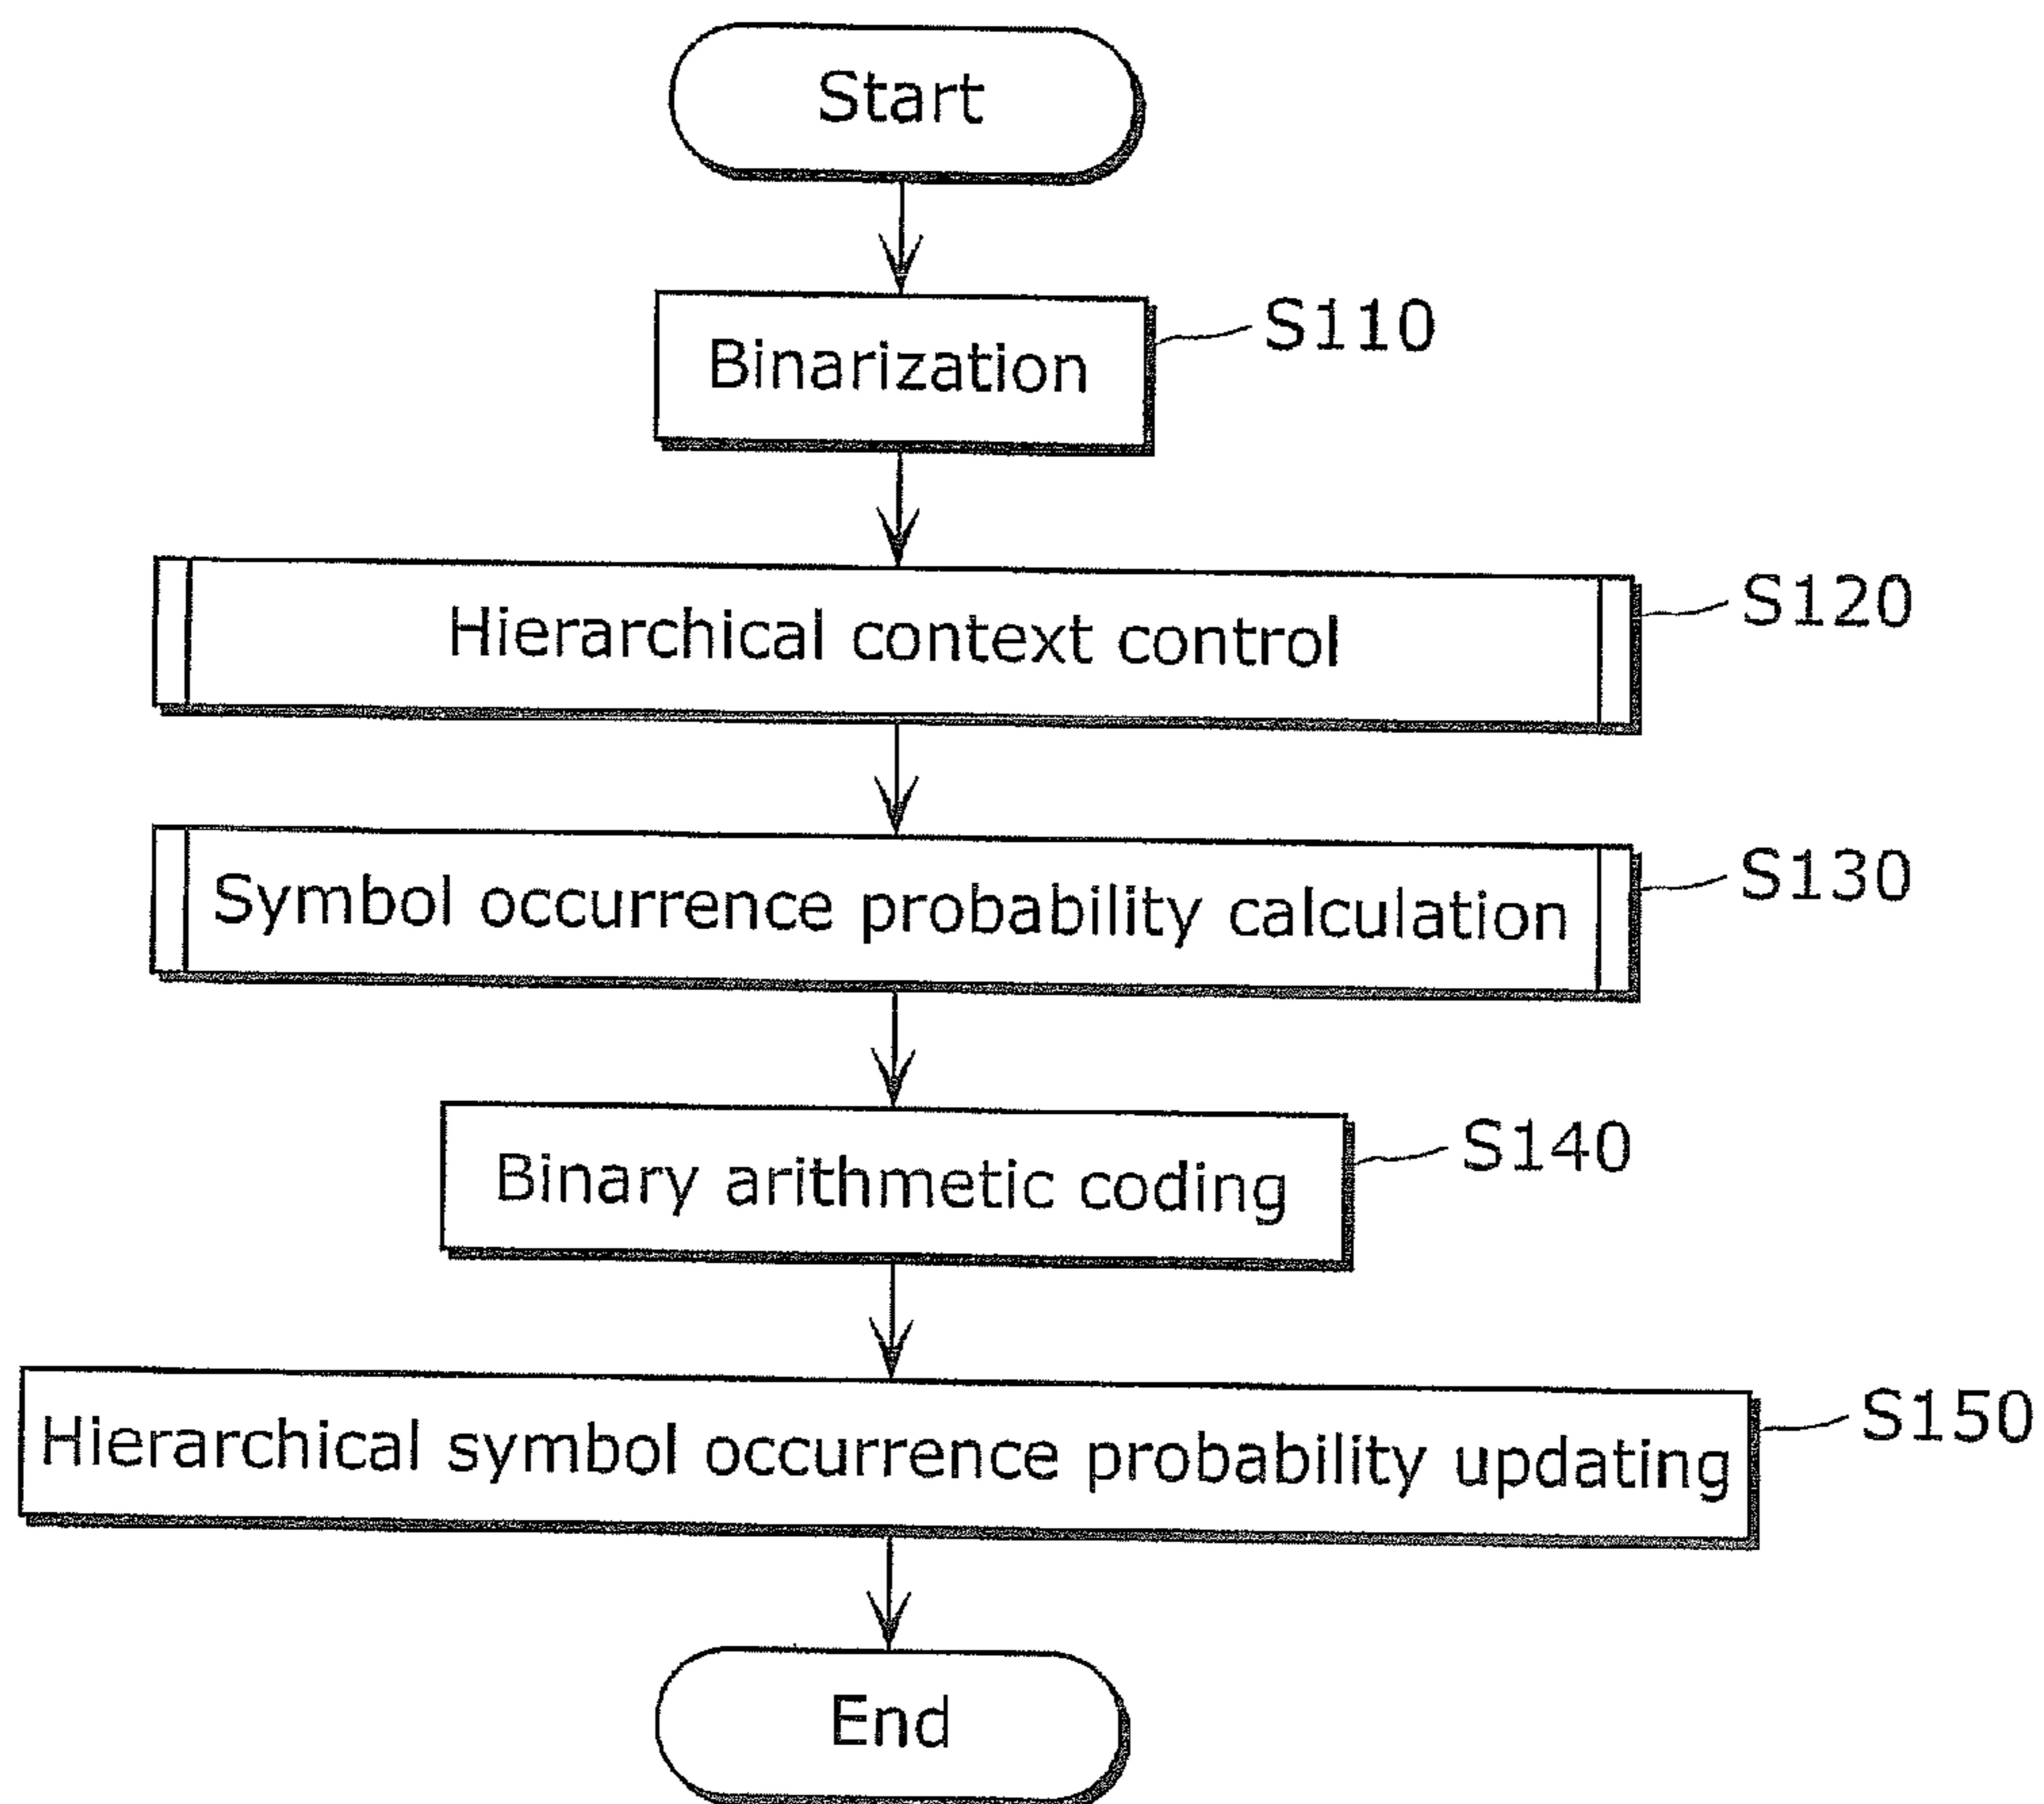 Start
Binarization
S110
Hierarchical context control
S120
Symbol occurrence probability calculation
S130
Binary arithmetic coding
S140
Hierarchical symbol occurrence probability updating
S150
End